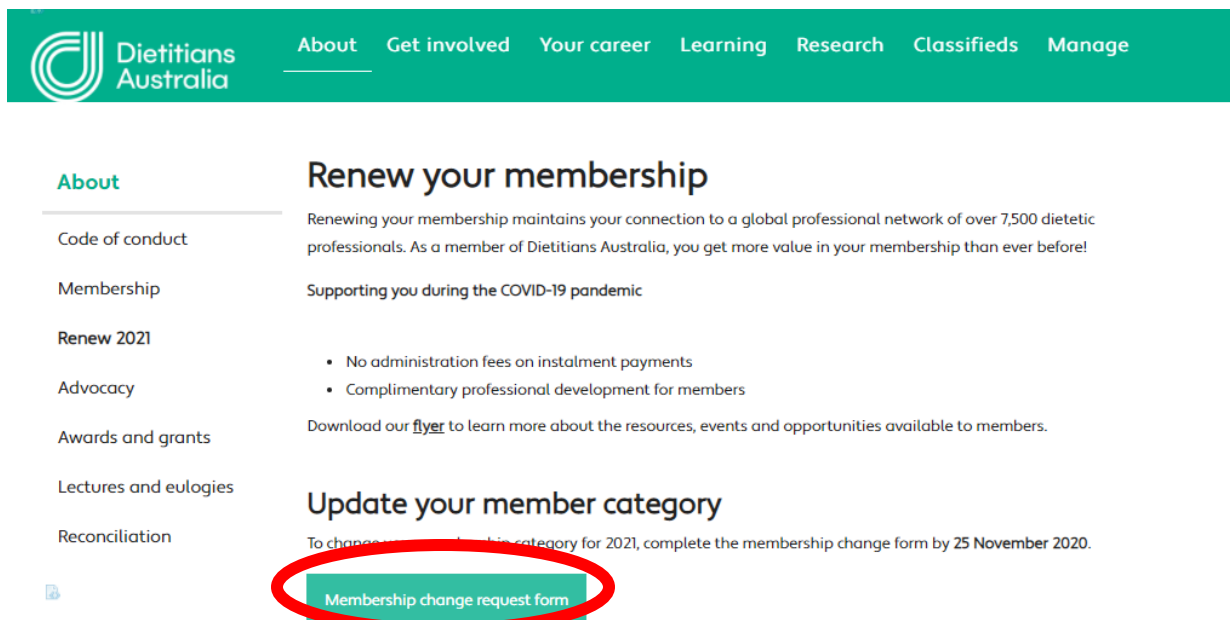 Dietitians
Australia
About Get involved Your career Learning Research Classifieds Manage
About
Code of conduct
Membership
Renew 2021
Advocacy
Awards and grants
Lectures and eulogies
Reconciliation
Renew your membership
Renewing your membership maintains your connection to a global professional network of over 7,500 dietetic
professionals. As a member of Dietitians Australia, you get more value in your membership than ever before!
Supporting you during the COVID-19 pandemic
• No administration fees on instalment payments
• Complimentary professional development for members
Download our flyer to learn more about the resources, events and opportunities available to members.
Update your member category
To change category for 2021, complete the membership change form by 25 November 2020.
Membership change request form